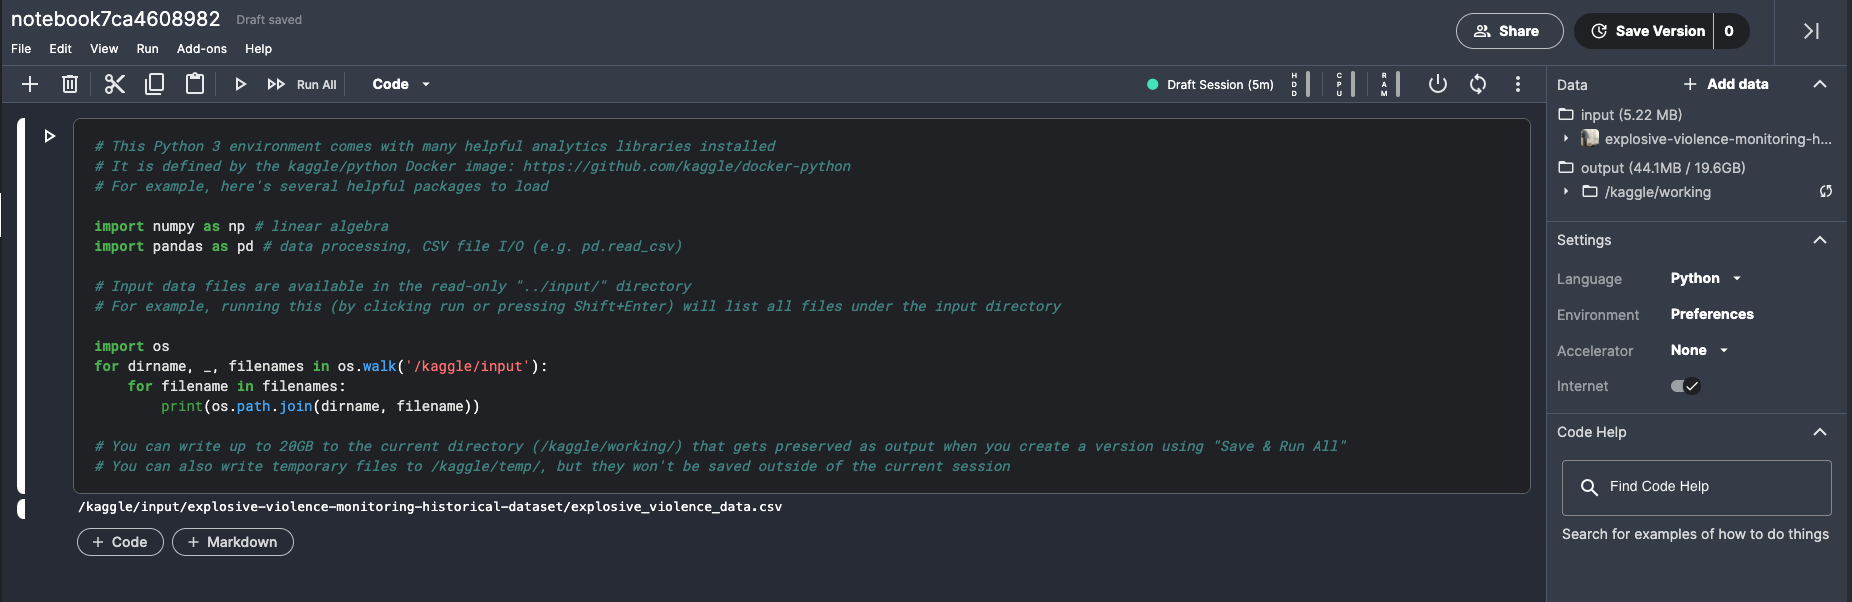 notebook7ca4608982 Draft saved
File Edit View Run Add-ons Help
Share
Save Version 0
Run All
Code
Draft Session (5m)
HDD
CPU
RAM
# This Python 3 environment comes with many helpful analytics libraries installed
# It is defined by the kaggle/python Docker image: https://github.com/kaggle/docker-python
# For example, here's several helpful packages to load
import numpy as np # linear algebra
import pandas as pd # data processing, CSV file I/O (e.g. pd.read_csv)
# Input data files are available in the read-only "../input/" directory
# For example, running this (by clicking run or pressing Shift+Enter) will list all files under the input directory
import os
for dirname, _, filenames in os.walk('/kaggle/input'):
    for filename in filenames:
        print(os.path.join(dirname, filename))
# You can write up to 20GB to the current directory (/kaggle/working/) that gets preserved as output when you create a version using "Save & Run All"
# You can also write temporary files to /kaggle/temp/, but they won't be saved outside of the current session
/kaggle/input/explosive-violence-monitoring-historical-dataset/explosive_violence_data.csv
+ Code
+ Markdown
Data + Add data
input (5.22 MB)
explosive-violence-monitoring-h...
output (44.1MB / 19.6GB)
/kaggle/working
Settings
Language Python
Environment Preferences
Accelerator None
Internet
Code Help
Find Code Help
Search for examples of how to do things